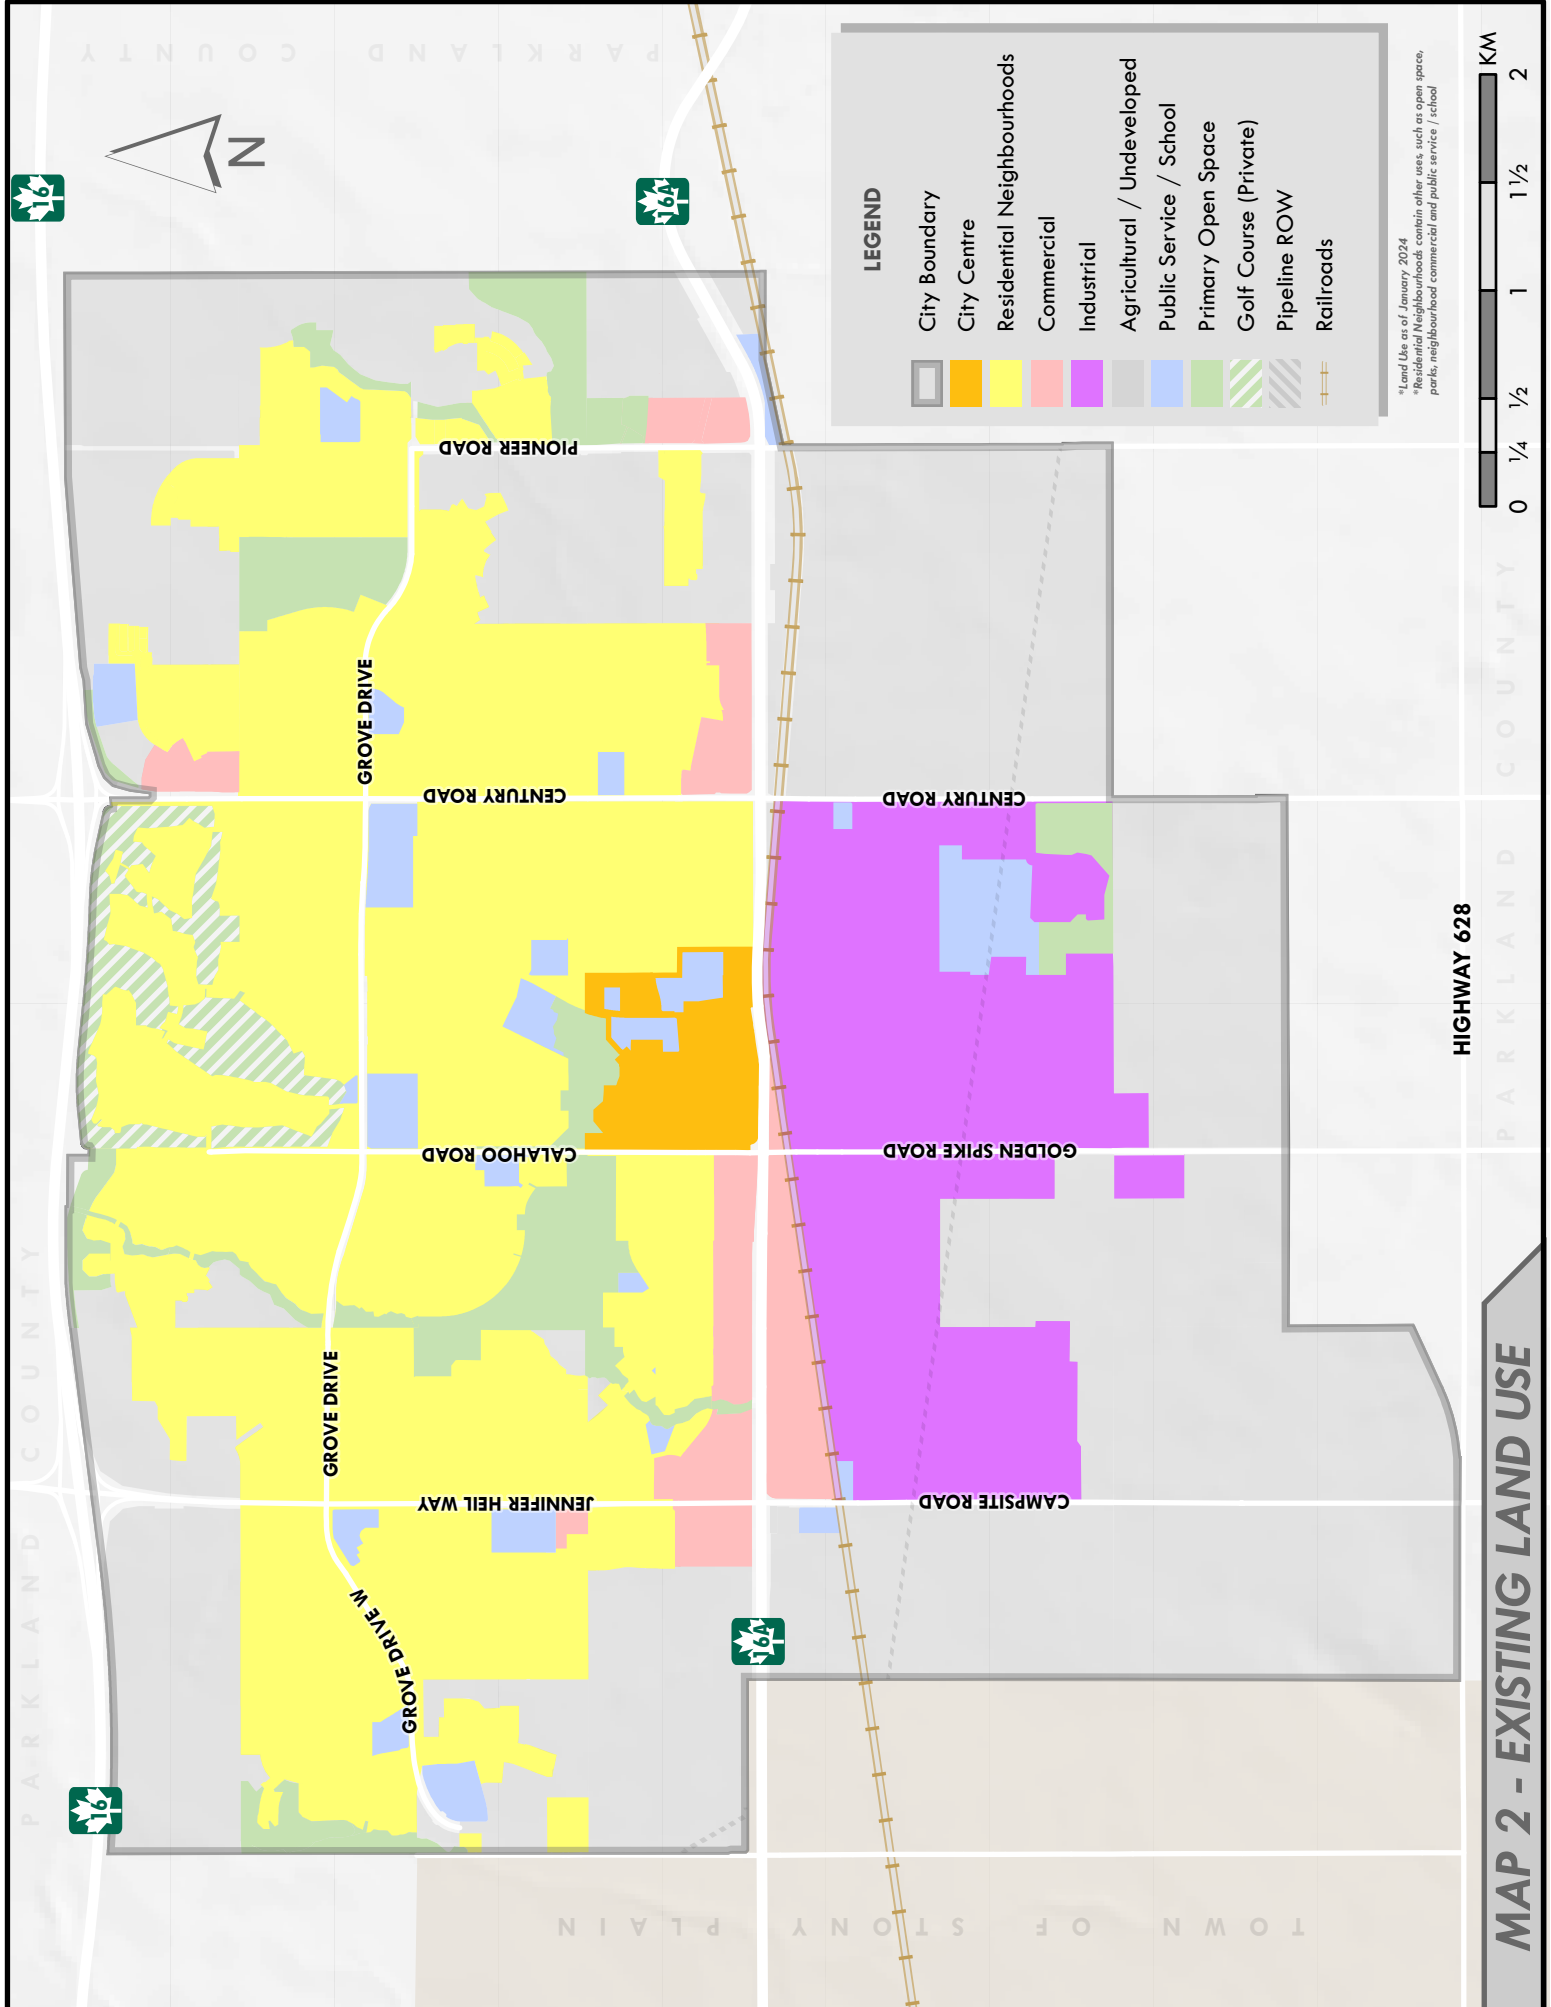 MAP 2 - EXISTING LAND USE
PARKLAND COUNTY
PARKLAND COUNTY
PARKLAND COUNTY
TOWN OF STONY PLAIN
16
16
16A
16A
N
GROVE DRIVE
GROVE DRIVE
GROVE DRIVE W
PIONEER ROAD
CENTURY ROAD
CENTURY ROAD
CALAHOO ROAD
GOLDEN SPIKE ROAD
JENNIFER HEIL WAY
CAMPSITE ROAD
HIGHWAY 628
LEGEND
City Boundary
City Centre
Residential Neighbourhoods
Commercial
Industrial
Agricultural / Undeveloped
Public Service / School
Primary Open Space
Golf Course (Private)
Pipeline ROW
Railroads
*Land Use as of January 2024
*Residential Neighbourhoods contain other uses, such as open space,
parks, neighbourhood commercial and public service / school
KM
0 ¼ ½ 1 1½ 2